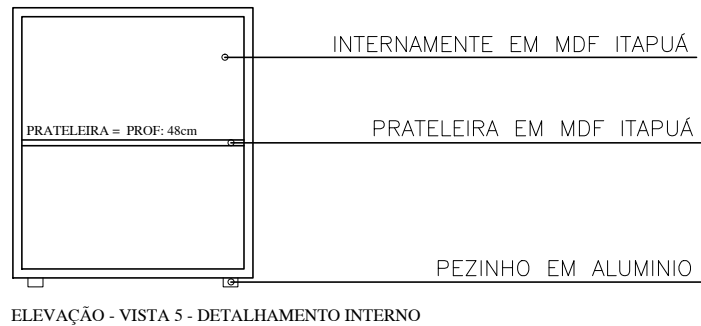 INTERNAMENTE EM MDF ITAPUÁ
PRATELEIRA = PROF: 48cm
PRATELEIRA EM MDF ITAPUÁ
PEZINHO EM ALUMINIO
ELEVAÇÃO - VISTA 5 - DETALHAMENTO INTERNO